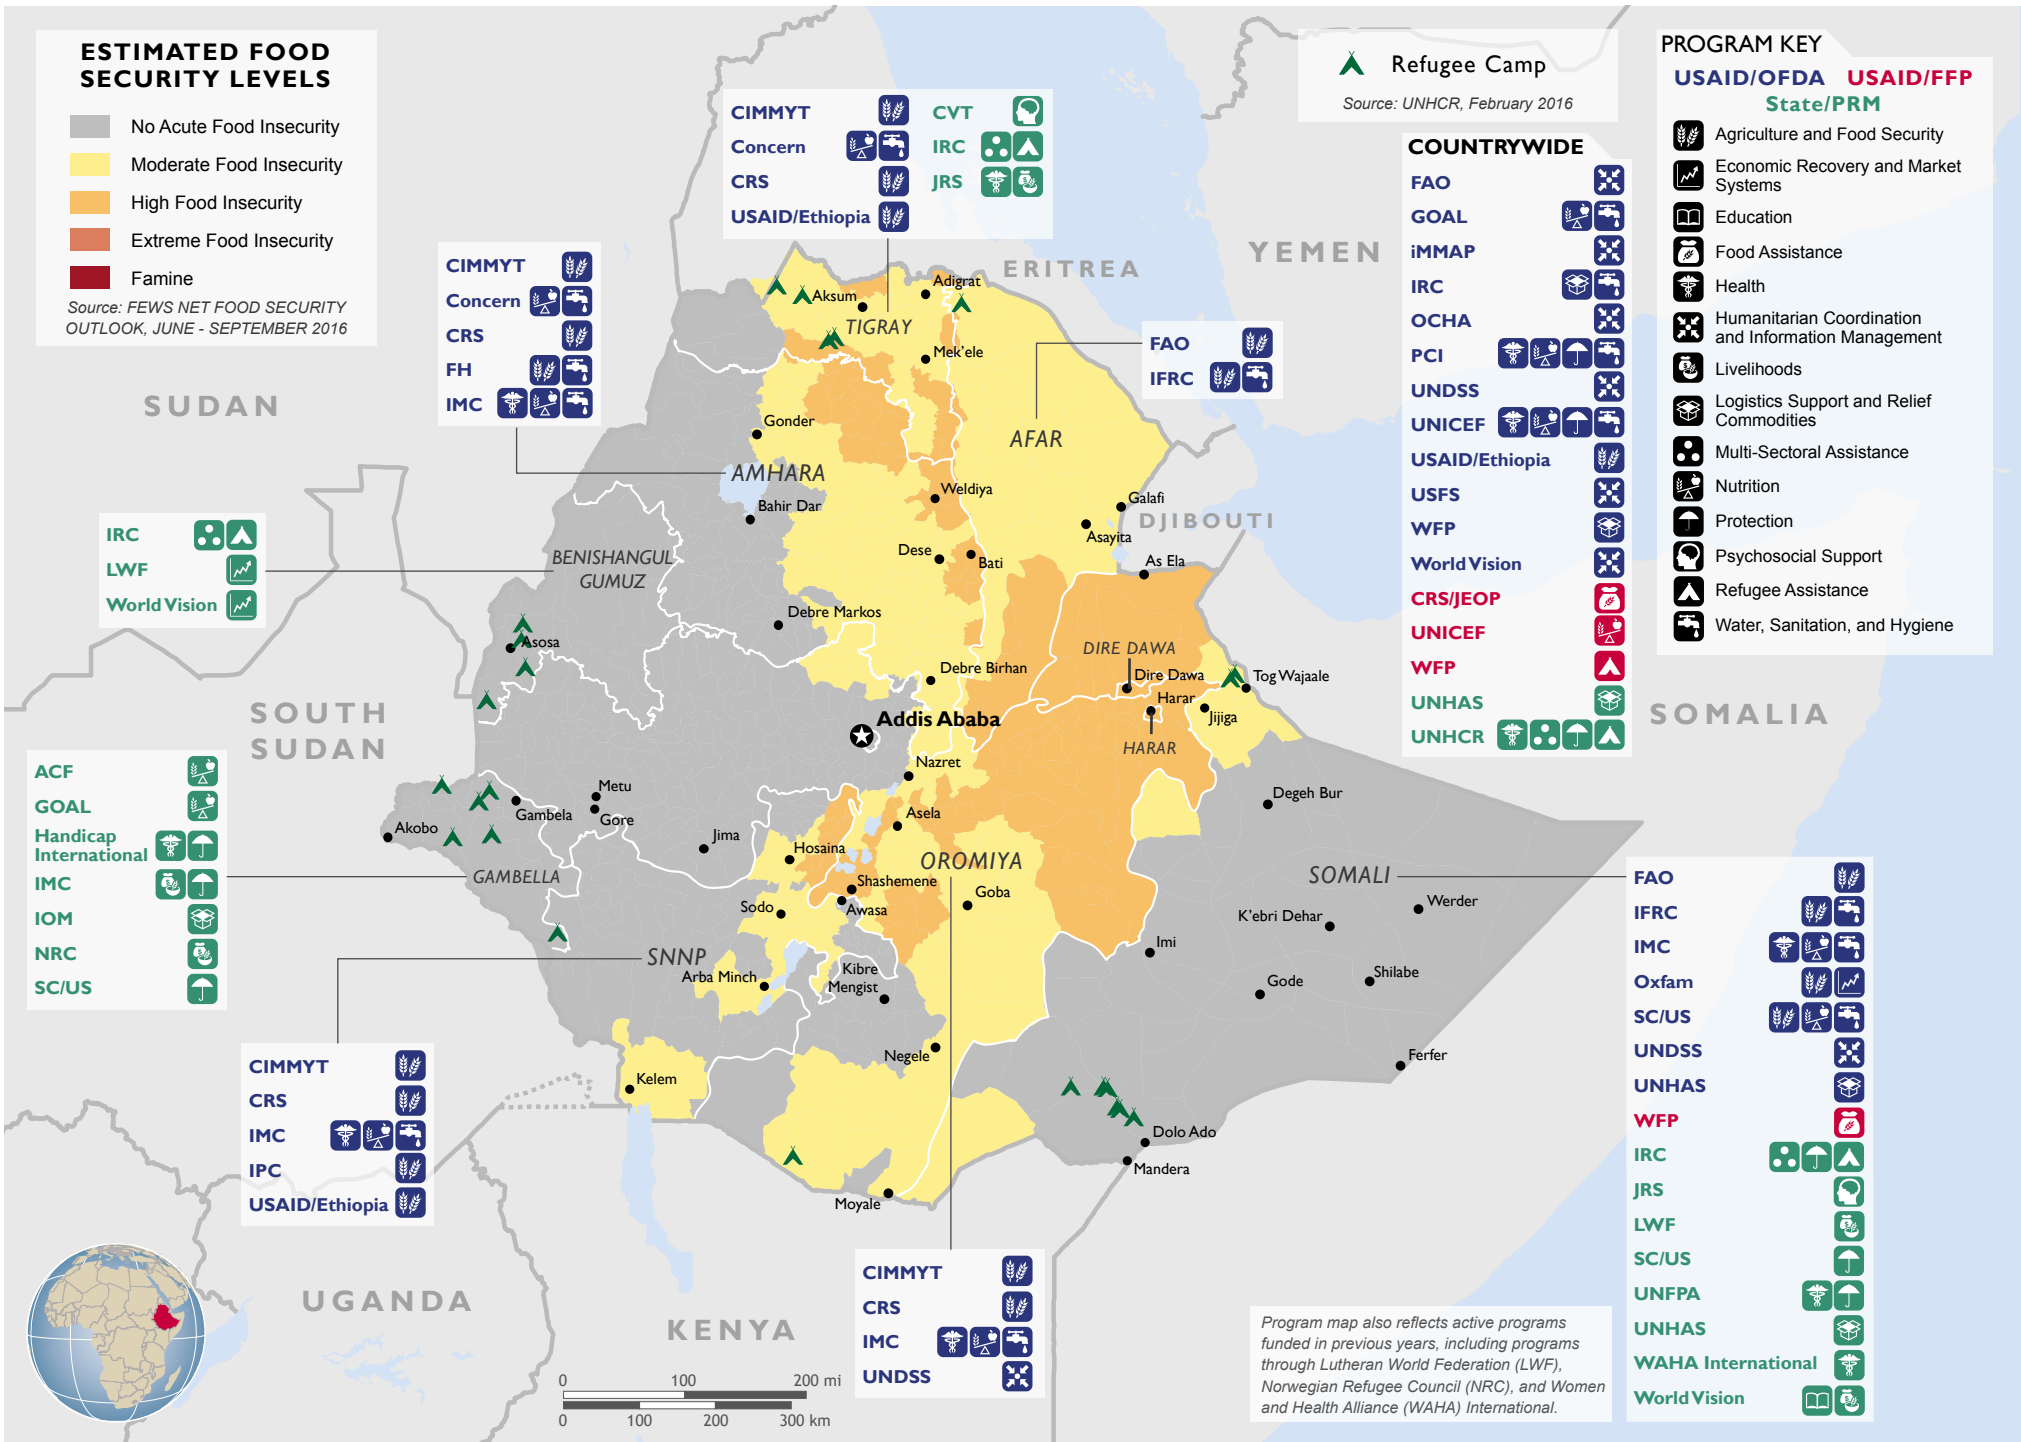 ESTIMATED FOOD
SECURITY LEVELS
No Acute Food Insecurity
Moderate Food Insecurity
High Food Insecurity
Extreme Food Insecurity
Famine
Source: FEWS NET FOOD SECURITY
OUTLOOK, JUNE - SEPTEMBER 2016
CIMMYT
Concern
CRS
USAID/Ethiopia
CVT
IRC
JRS
Refugee Camp
Source: UNHCR, February 2016
PROGRAM KEY
USAID/OFDA USAID/FFP
State/PRM
Agriculture and Food Security
Economic Recovery and Market
Systems
Education
Food Assistance
Health
Humanitarian Coordination
and Information Management
Livelihoods
Logistics Support and Relief
Commodities
Multi-Sectoral Assistance
Nutrition
Protection
Psychosocial Support
Refugee Assistance
Water, Sanitation, and Hygiene
COUNTRYWIDE
FAO
GOAL
iMMAP
IRC
OCHA
PCI
UNDSS
UNICEF
USAID/Ethiopia
USFS
WFP
World Vision
CRS/JEOP
UNICEF
WFP
UNHAS
UNHCR
CIMMYT
Concern
CRS
FH
IMC
FAO
IFRC
IRC
LWF
World Vision
ACF
GOAL
Handicap
International
IMC
IOM
NRC
SC/US
CIMMYT
CRS
IMC
IPC
USAID/Ethiopia
CIMMYT
CRS
IMC
UNDSS
FAO
IFRC
IMC
Oxfam
SC/US
UNDSS
UNHAS
WFP
IRC
JRS
LWF
SC/US
UNFPA
UNHAS
WAHA International
World Vision
YEMEN
ERITREA
SUDAN
DJIBOUTI
SOUTH
SUDAN
SOMALIA
UGANDA
KENYA
TIGRAY
AFAR
AMHARA
BENISHANGUL
GUMUZ
DIRE DAWA
HARAR
OROMIYA
SOMALI
GAMBELLA
SNNP
Aksum
Adigrat
Mek'ele
Gonder
Weldiya
Bahir Dar
Galafi
Asayita
Dese
Bati
As Ela
Debre Markos
Asosa
Debre Birhan
Dire Dawa
Tog Wajaale
Harar
Jijiga
Addis Ababa
Nazret
Metu
Gore
Gambela
Akobo
Jima
Asela
Degeh Bur
Hosaina
Shashemene
Goba
Sodo
Awasa
K'ebri Dehar
Werder
Imi
Kibre
Mengist
Arba Minch
Gode
Shilabe
Negele
Ferfer
Kelem
Dolo Ado
Mandera
Moyale
0 100 200 mi
0 100 200 300 km
Program map also reflects active programs
funded in previous years, including programs
through Lutheran World Federation (LWF),
Norwegian Refugee Council (NRC), and Women
and Health Alliance (WAHA) International.